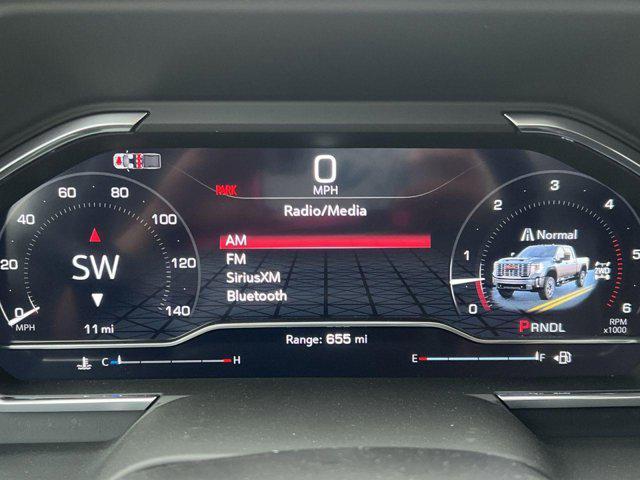 0
MPH
PARK
Radio/Media
AM
FM
SiriusXM
Bluetooth
Range: 655 mi
0 20 40 60 80 100 120 140
MPH
SW
11 mi
0 1 2 3 4 5 6
RPM
x1000
Normal
2WD
PRNDL
C H
E F